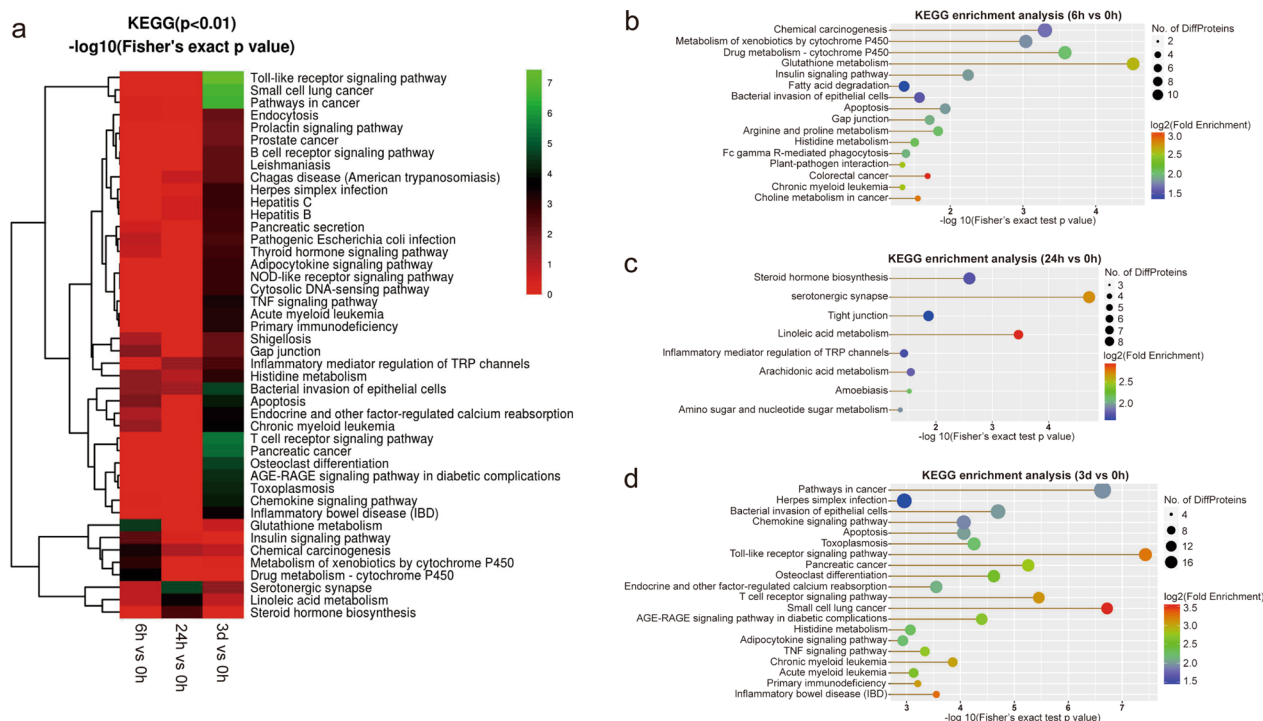 a
KEGG(p<0.01)
-log10(Fisher's exact p value)
Toll-like receptor signaling pathway
Small cell lung cancer
Pathways in cancer
Endocytosis
Prolactin signaling pathway
Prostate cancer
B cell receptor signaling pathway
Leishmaniasis
Chagas disease (American trypanosomiasis)
Herpes simplex infection
Hepatitis C
Hepatitis B
Pancreatic secretion
Pathogenic Escherichia coli infection
Thyroid hormone signaling pathway
Adipocytokine signaling pathway
NOD-like receptor signaling pathway
Cytosolic DNA-sensing pathway
TNF signaling pathway
Acute myeloid leukemia
Primary immunodeficiency
Shigellosis
Gap junction
Inflammatory mediator regulation of TRP channels
Histidine metabolism
Bacterial invasion of epithelial cells
Apoptosis
Endocrine and other factor-regulated calcium reabsorption
Chronic myeloid leukemia
T cell receptor signaling pathway
Pancreatic cancer
Osteoclast differentiation
AGE-RAGE signaling pathway in diabetic complications
Toxoplasmosis
Chemokine signaling pathway
Inflammatory bowel disease (IBD)
Glutathione metabolism
Insulin signaling pathway
Chemical carcinogenesis
Metabolism of xenobiotics by cytochrome P450
Drug metabolism - cytochrome P450
Serotonergic synapse
Linoleic acid metabolism
Steroid hormone biosynthesis
6h vs 0h
24h vs 0h
3d vs 0h
7
6
5
4
3
2
1
0
b
KEGG enrichment analysis (6h vs 0h)
Chemical carcinogenesis
Metabolism of xenobiotics by cytochrome P450
Drug metabolism - cytochrome P450
Glutathione metabolism
Insulin signaling pathway
Fatty acid degradation
Bacterial invasion of epithelial cells
Apoptosis
Gap junction
Arginine and proline metabolism
Histidine metabolism
Fc gamma R-mediated phagocytosis
Plant-pathogen interaction
Colorectal cancer
Chronic myeloid leukemia
Choline metabolism in cancer
2 3 4
-log 10(Fisher's exact test p value)
No. of DiffProteins
2
4
6
8
10
log2(Fold Enrichment)
3.0
2.5
2.0
1.5
c
KEGG enrichment analysis (24h vs 0h)
Steroid hormone biosynthesis
serotonergic synapse
Tight junction
Linoleic acid metabolism
Inflammatory mediator regulation of TRP channels
Arachidonic acid metabolism
Amoebiasis
Amino sugar and nucleotide sugar metabolism
2 3 4
-log 10(Fisher's exact test p value)
No. of DiffProteins
3
4
5
6
7
8
log2(Fold Enrichment)
2.5
2.0
d
KEGG enrichment analysis (3d vs 0h)
Pathways in cancer
Herpes simplex infection
Bacterial invasion of epithelial cells
Chemokine signaling pathway
Apoptosis
Toxoplasmosis
Toll-like receptor signaling pathway
Pancreatic cancer
Osteoclast differentiation
Endocrine and other factor-regulated calcium reabsorption
T cell receptor signaling pathway
Small cell lung cancer
AGE-RAGE signaling pathway in diabetic complications
Histidine metabolism
Adipocytokine signaling pathway
TNF signaling pathway
Chronic myeloid leukemia
Acute myeloid leukemia
Primary immunodeficiency
Inflammatory bowel disease (IBD)
3 4 5 6 7
-log 10(Fisher's exact test p value)
No. of DiffProteins
4
8
12
16
log2(Fold Enrichment)
3.5
3.0
2.5
2.0
1.5